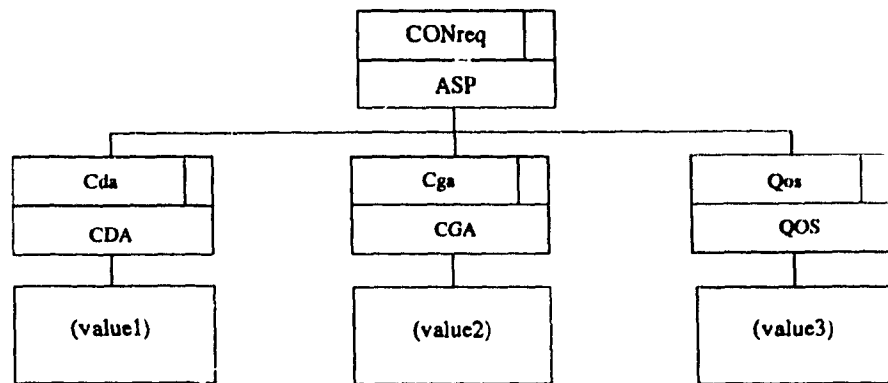 CONreq
ASP
Cda
Cga
Qos
CDA
CGA
QOS
(value1)
(value2)
(value3)